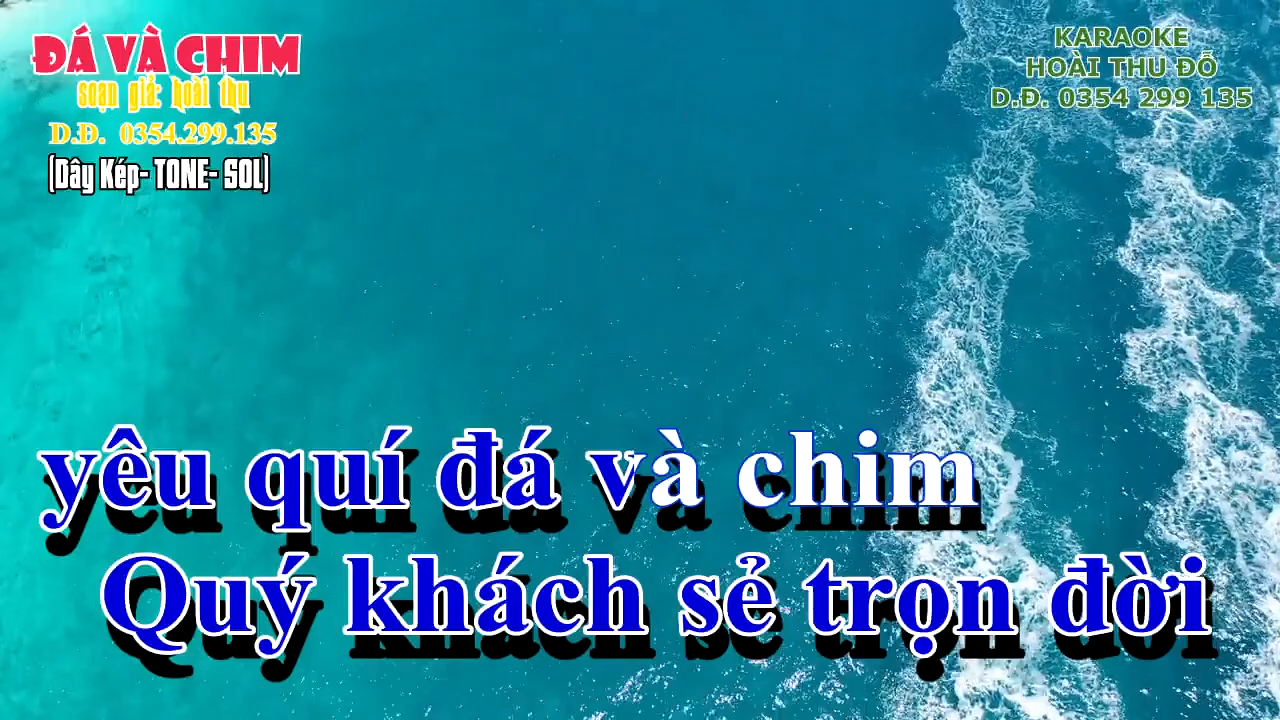 ĐÁ VÀ CHIM
soạn giả: hoài thu
D.Đ. 0354.299.135
(Dây Kép- TONE- SOL)
KARAOKE
HOÀI THU ĐỖ
D.Đ. 0354 299 135
yêu quí đá và chim
Quý khách sẻ trọn đời